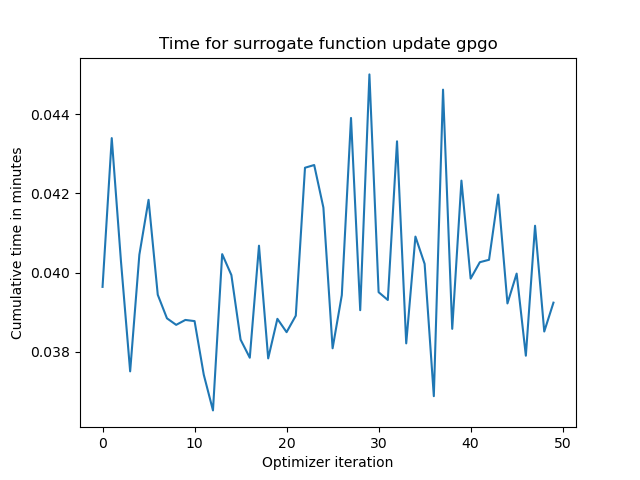 Time for surrogate function update gpgo
Cumulative time in minutes
0.044
0.042
0.040
0.038
0 10 20 30 40 50
Optimizer iteration